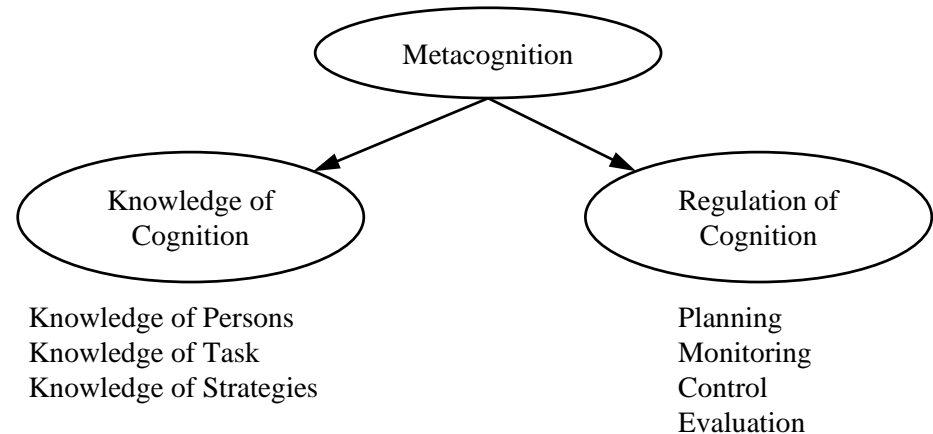 Metacognition
Knowledge of
Cognition
Regulation of
Cognition
Knowledge of Persons
Knowledge of Task
Knowledge of Strategies
Planning
Monitoring
Control
Evaluation